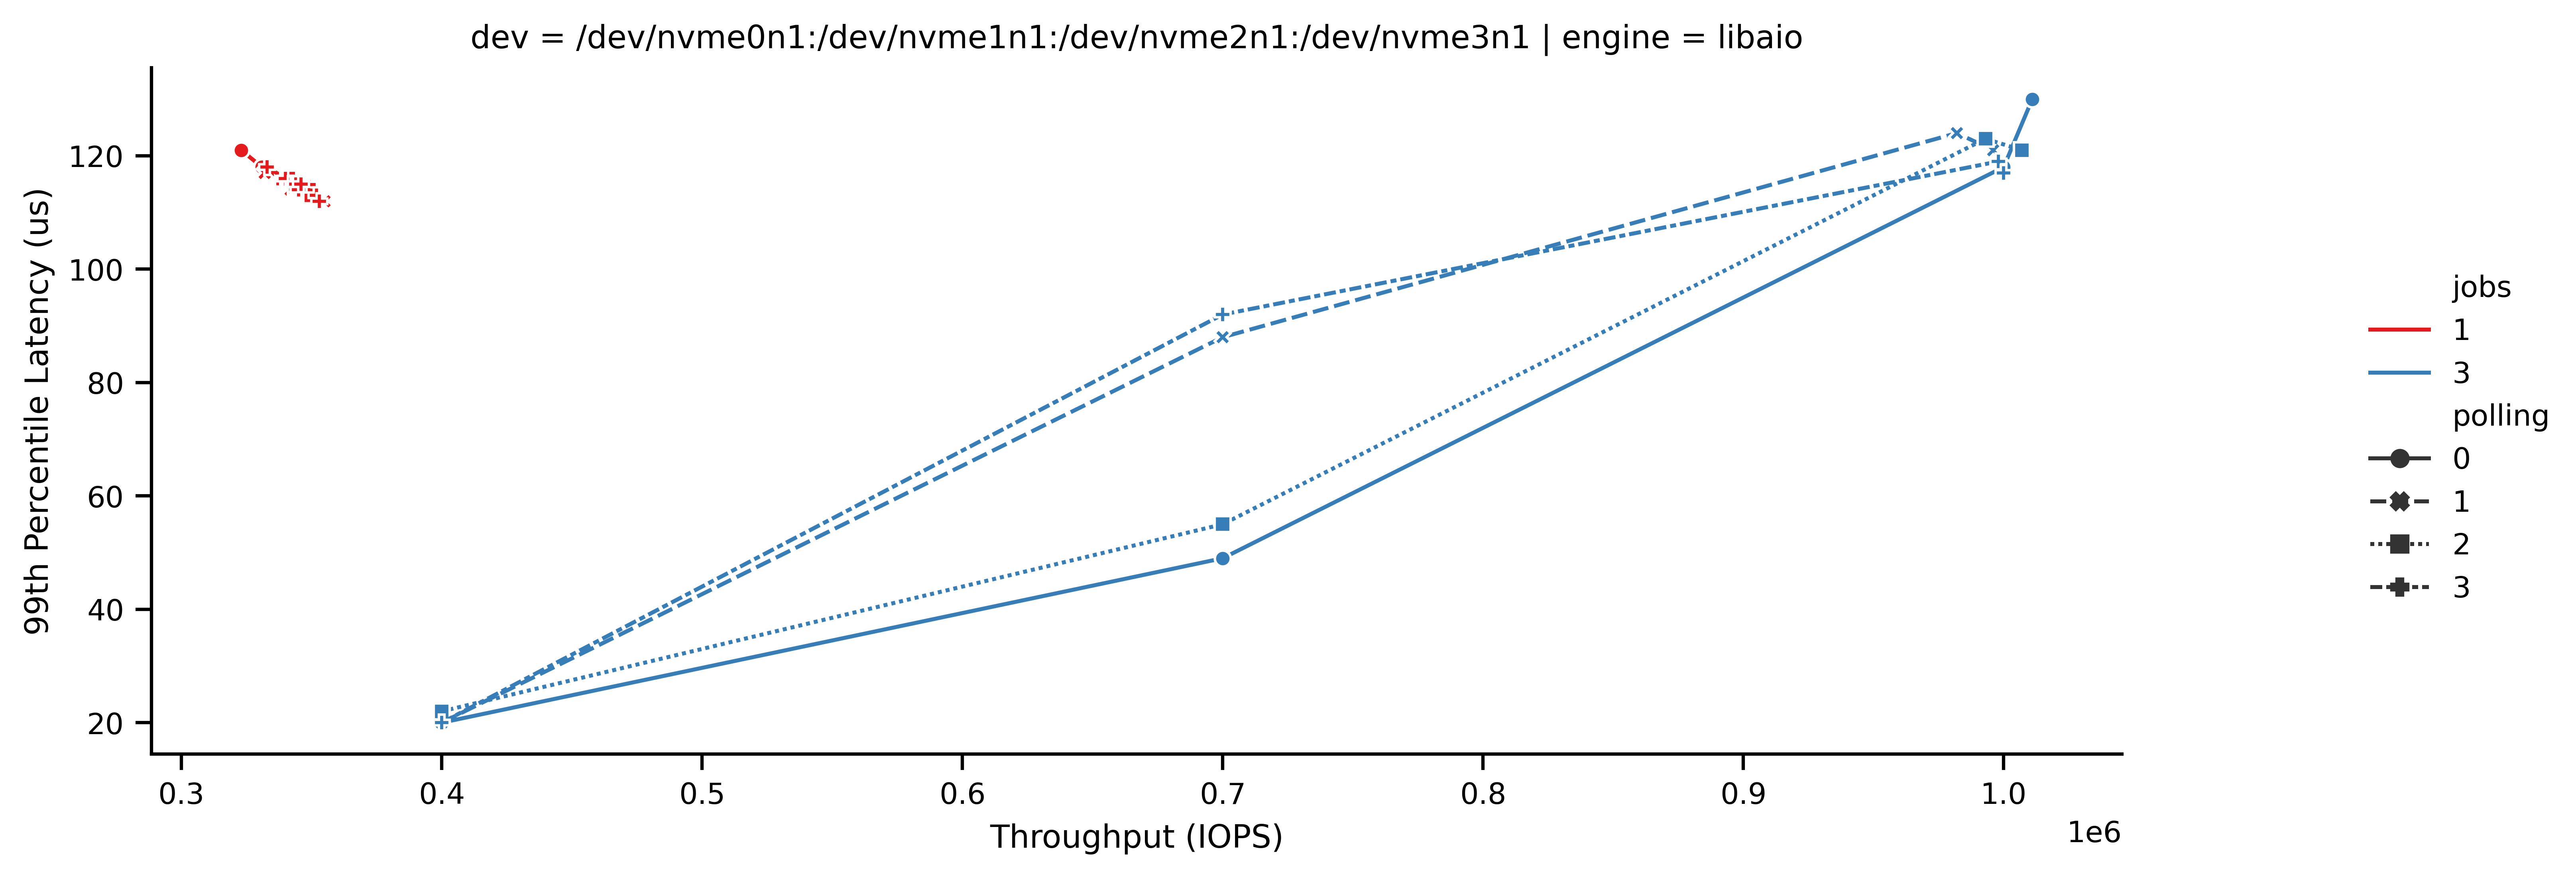 dev = /dev/nvme0n1:/dev/nvme1n1:/dev/nvme2n1:/dev/nvme3n1 | engine = libaio
99th Percentile Latency (us)
120
100
80
60
40
20
0.3 0.4 0.5 0.6 0.7 0.8 0.9 1.0
1e6
Throughput (IOPS)
jobs
1
3
polling
0
1
2
3